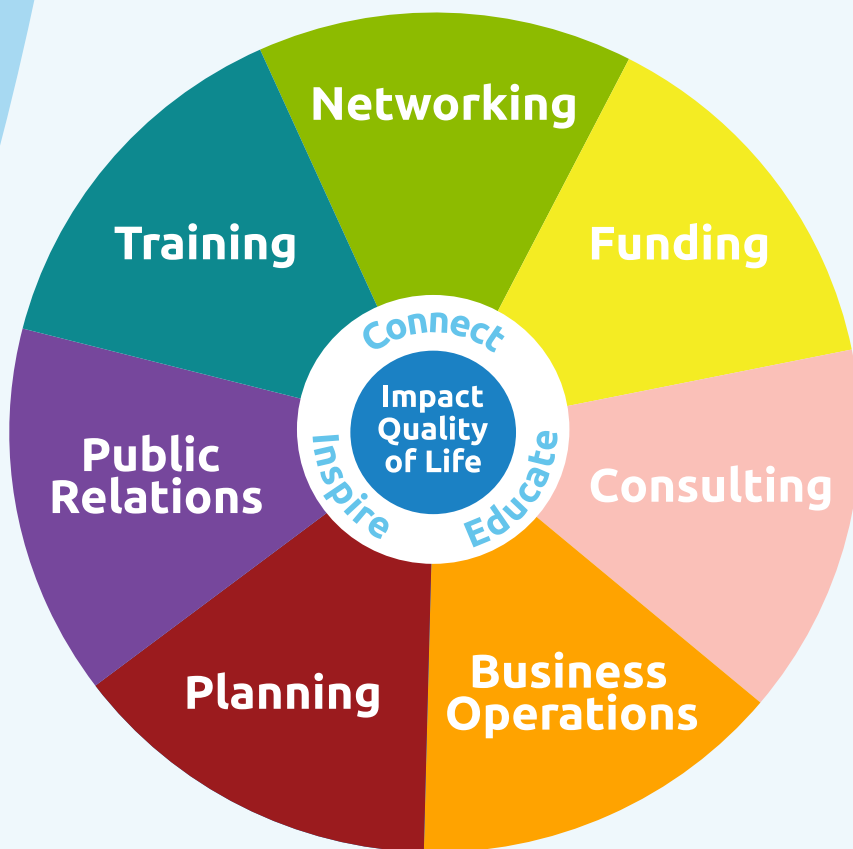 Networking
Funding
Consulting
Business
Operations
Planning
Public
Relations
Training
Connect
Educate
Inspire
Impact
Quality
of Life